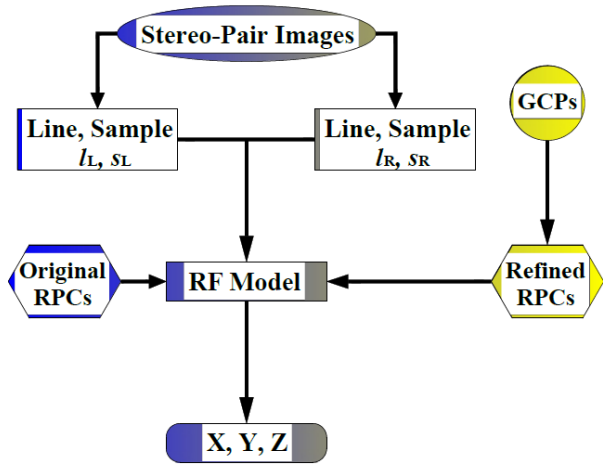 Stereo-Pair Images
Line, Sample
lL, sL
Line, Sample
lR, sR
GCPs
Original
RPCs
RF Model
Refined
RPCs
X, Y, Z